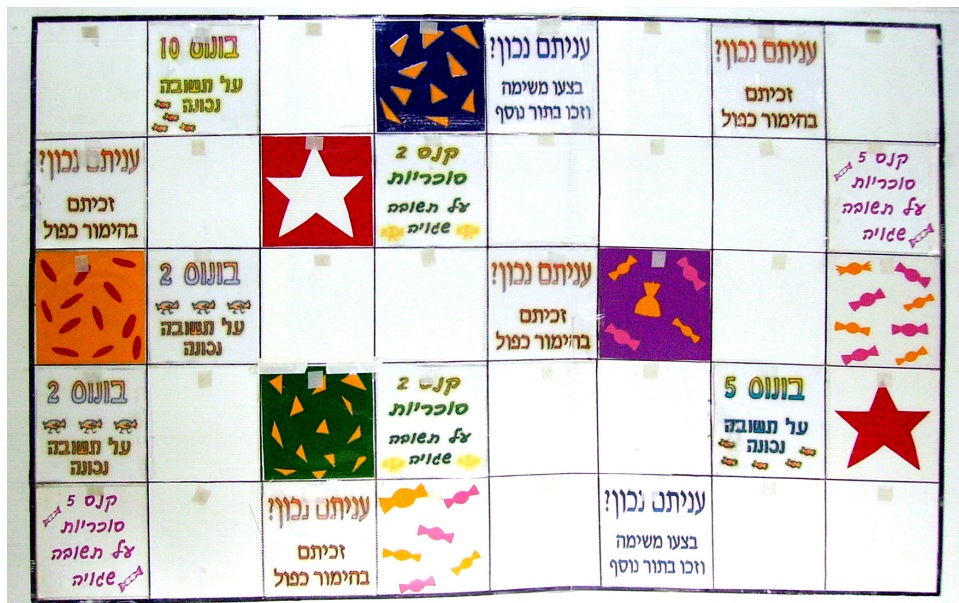 בונוס 10
על תשובה
נכונה
עניתם נכון?
בצעו משימה
וזכו בתור נוסף
עניתם נכון?
זכיתם
בהימור כפול
עניתם נכון?
זכיתם
בהימור כפול
קנס 2
סוכריות
על תשובה
שגויה
קנס 5
סוכריות
על תשובה
שגויה
בונוס 2
על תשובה
נכונה
עניתם נכון?
זכיתם
בהימור כפול
בונוס 2
על תשובה
נכונה
קנס 2
סוכריות
על תשובה
שגויה
בונוס 5
על תשובה
נכונה
קנס 5
סוכריות
על תשובה
שגויה
עניתם נכון?
זכיתם
בהימור כפול
עניתם נכון?
בצעו משימה
וזכו בתור נוסף